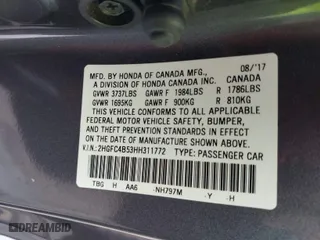 MFD. BY HONDA OF CANADA MFG., 08/'17
A DIVISION OF HONDA CANADA INC. CANADA
GVWR 3737LBS GAWR F 1984LBS R 1786LBS
GVWR 1695KG GAWR F 900KG R 810KG
THIS VEHICLE CONFORMS TO ALL APPLICABLE
FEDERAL MOTOR VEHICLE SAFETY, BUMPER, AND
THEFT PREVENTION STANDARDS IN EFFECT ON THE
DATE OF MANUFACTURE SHOWN ABOVE.
V.I.N.: 2HGFC4B53HH311772 TYPE: PASSENGER CAR
TBG H AA6 NH797M -Y -H